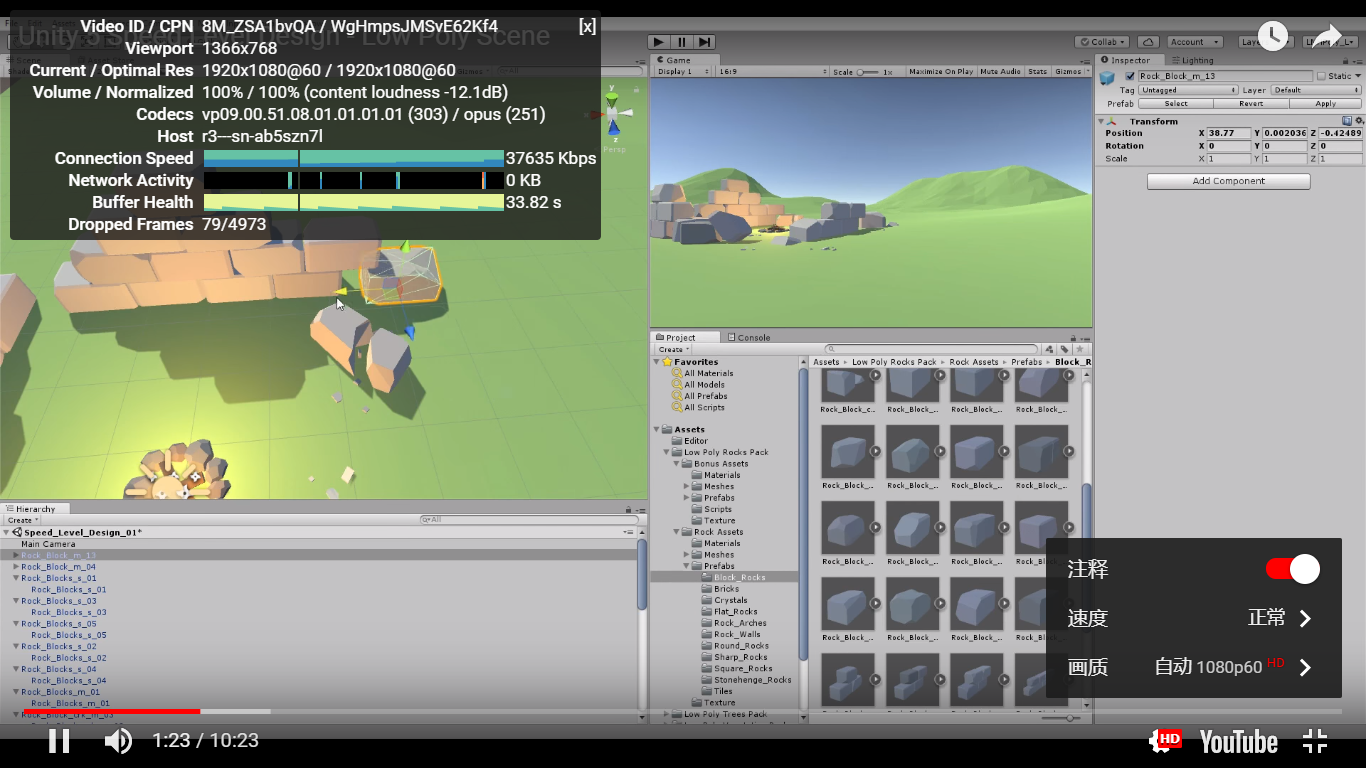 Video ID / CPN 8M_ZSA1bvQA / WgHmpsJMSvE62Kf4 [x]
Unity 5 Speed Level Design - Low Poly Scene
Viewport 1366x768
Current / Optimal Res 1920x1080@60 / 1920x1080@60
Volume / Normalized 100% / 100% (content loudness -12.1dB)
Codecs vp09.00.51.08.01.01.01.01 (303) / opus (251)
Host r3---sn-ab5szn7l
Connection Speed 37635 Kbps
Network Activity 0 KB
Buffer Health 33.82 s
Dropped Frames 79/4973
y
z
Persp
Collab
Account
Game
Display 1 16:9 Scale 1x Maximize On Play Mute Audio Stats Gizmos
Inspector Lighting
Rock_Block_m_13 Static
Tag Untagged Layer Default
Prefab Select Revert Apply
Transform
Position X 38.77 Y 0.002036 Z -0.42489
Rotation X 0 Y 0 Z 0
Scale X 1 Y 1 Z 1
Add Component
Project Console
Create
Favorites
All Materials
All Models
All Prefabs
All Scripts
Assets
Editor
Low Poly Rocks Pack
Bonus Assets
Materials
Meshes
Prefabs
Scripts
Texture
Rock Assets
Materials
Meshes
Prefabs
Block_Rocks
Bricks
Crystals
Flat_Rocks
Rock_Arches
Rock_Walls
Round_Rocks
Sharp_Rocks
Square_Rocks
Stonehenge_Rocks
Tiles
Texture
Low Poly Trees Pack
Assets Low Poly Rocks Pack Rock Assets Prefabs Block_R
Rock_Block_c... Rock_Block_... Rock_Block_... Rock_Block_...
Rock_Block_... Rock_Block_... Rock_Block_... Rock_Block_...
Rock_Block_... Rock_Block_... Rock_Block_... Rock_Block_...
Rock_Block_... Rock_Block_... Rock_Block_...
Hierarchy
Create All
Speed_Level_Design_01*
Main Camera
Rock_Block_m_13
Rock_Block_m_04
Rock_Blocks_s_01
Rock_Blocks_s_01
Rock_Blocks_s_03
Rock_Blocks_s_03
Rock_Blocks_s_05
Rock_Blocks_s_05
Rock_Blocks_s_02
Rock_Blocks_s_02
Rock_Blocks_s_04
Rock_Blocks_s_04
Rock_Blocks_m_01
Rock_Blocks_m_01
注释
速度 正常
画质 自动 1080p60 HD
1:23 / 10:23
HD
YouTube